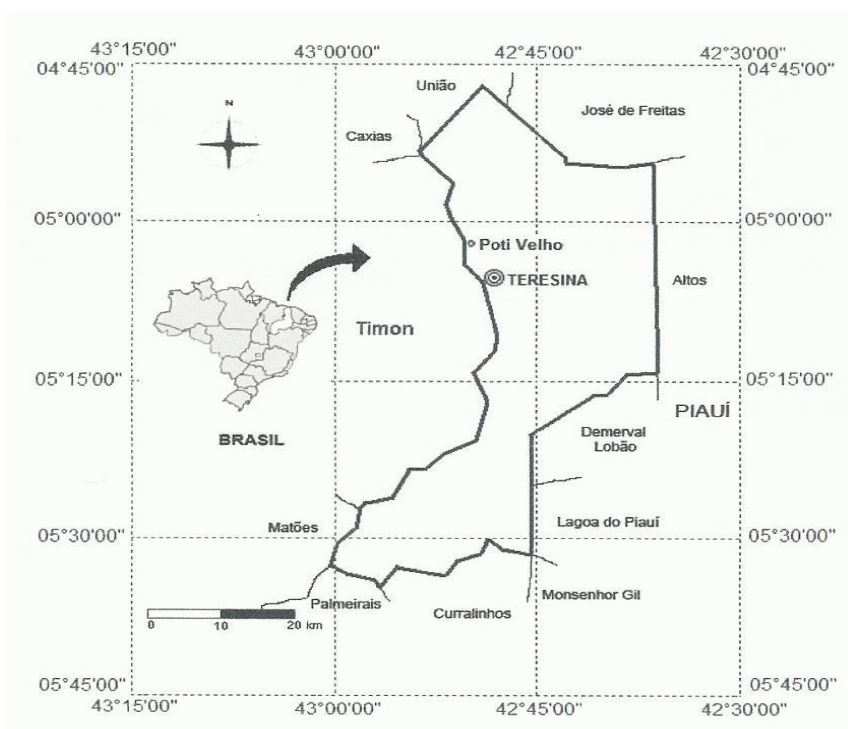 43°15'00" 43°00'00" 42°45'00" 42°30'00"
04°45'00" 04°45'00"
União
José de Freitas
N
Caxias
05°00'00" 05°00'00"
Poti Velho
TERESINA
Altos
Timon
05°15'00" 05°15'00"
PIAUÍ
BRASIL
Demerval
Lobão
Matões
Lagoa do Piauí
05°30'00" 05°30'00"
Monsenhor Gil
Palmeirais
Curralinhos
0 10 20 km
05°45'00" 05°45'00"
43°15'00" 43°00'00" 42°45'00" 42°30'00"